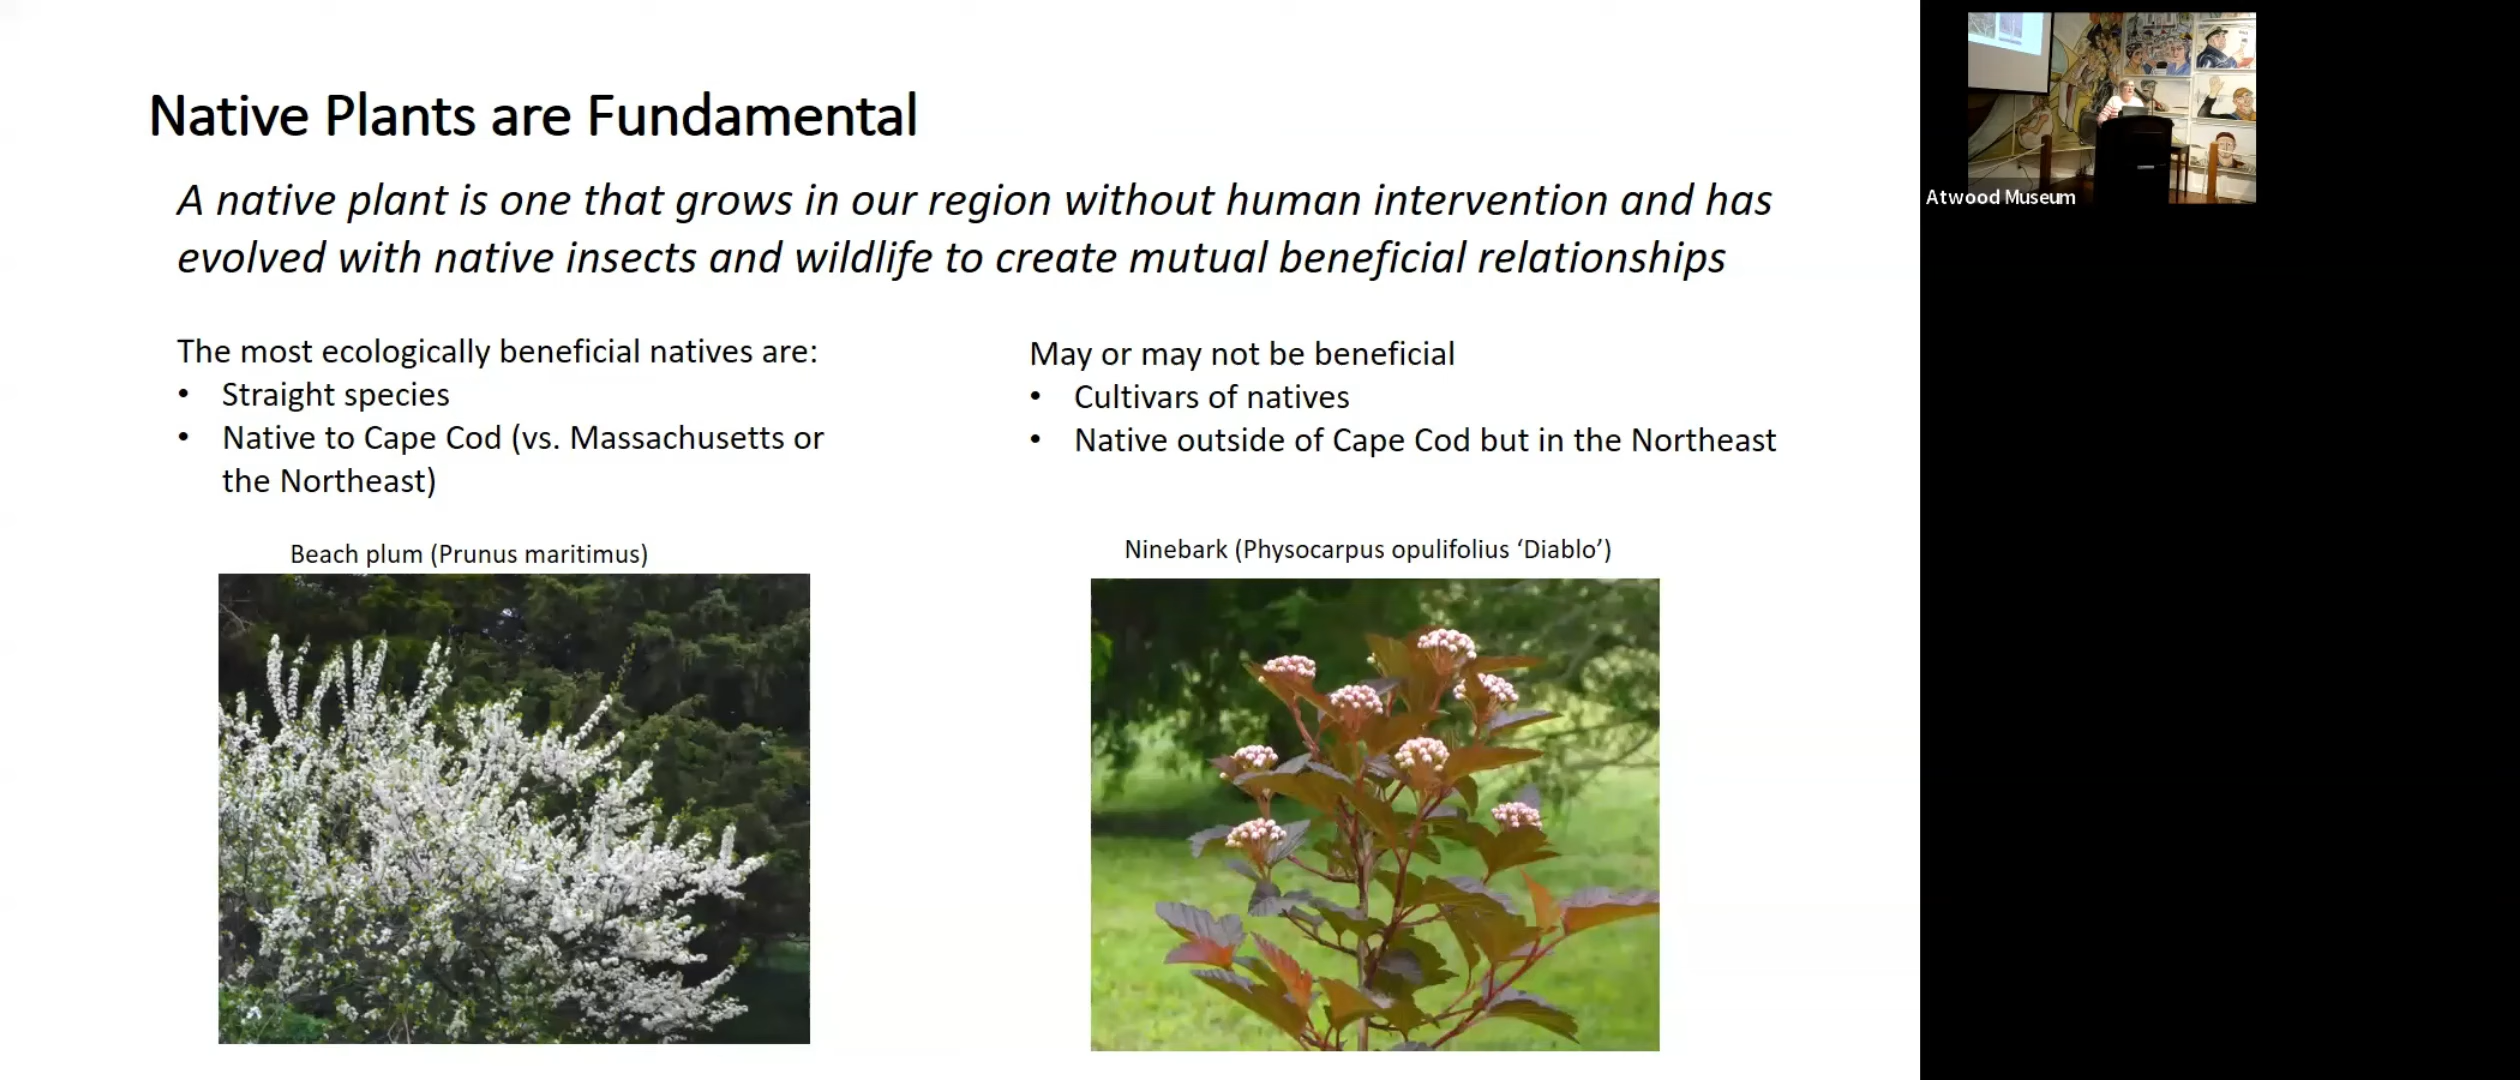 Native Plants are Fundamental
A native plant is one that grows in our region without human intervention and has
evolved with native insects and wildlife to create mutual beneficial relationships
The most ecologically beneficial natives are:
• Straight species
• Native to Cape Cod (vs. Massachusetts or
the Northeast)
May or may not be beneficial
• Cultivars of natives
• Native outside of Cape Cod but in the Northeast
Beach plum (Prunus maritimus)
Ninebark (Physocarpus opulifolius ‘Diablo’)
Atwood Museum